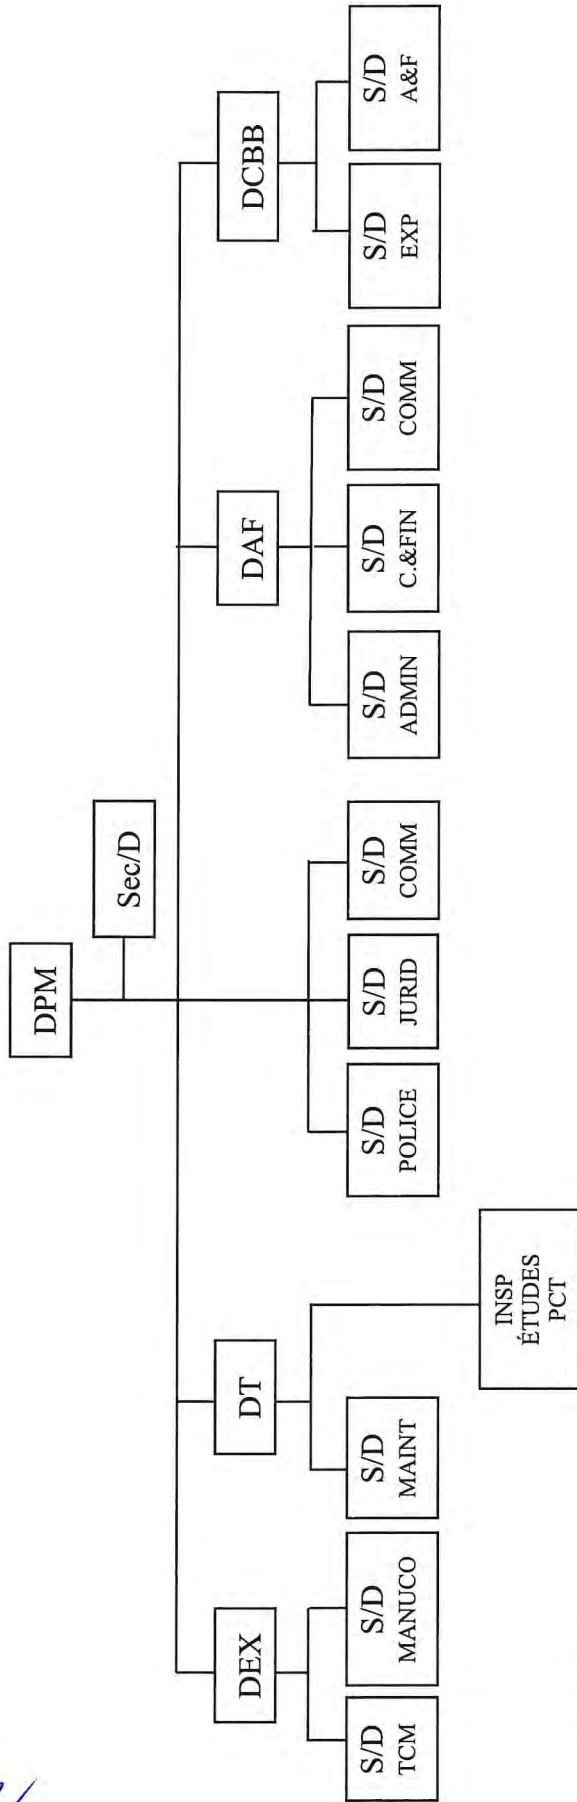 DPM
Sec/D
DEX
DT
DAF
DCBB
S/D
TCM
S/D
MANUCO
S/D
MAINT
S/D
POLICE
S/D
JURID
S/D
COMM
S/D
ADMIN
S/D
C.&FIN
S/D
COMM
S/D
EXP
S/D
A&F
INSP
ÉTUDES
PCT